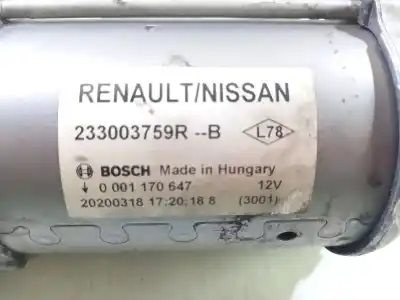 RENAULT/NISSAN
233003759R --B L78
BOSCH Made in Hungary
0 001 170 647 12V
20200318 17:20:18 8 (3001)